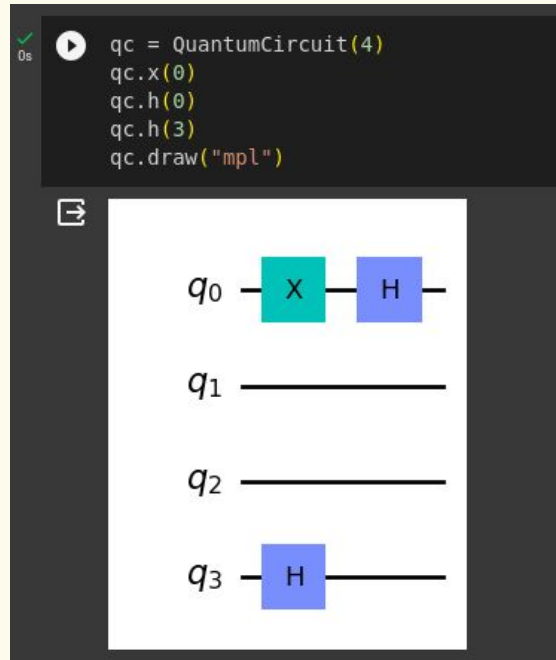 qc = QuantumCircuit(4)
0s
qc.x(0)
qc.h(0)
qc.h(3)
qc.draw("mpl")
q0 X H
q1
q2
q3 H